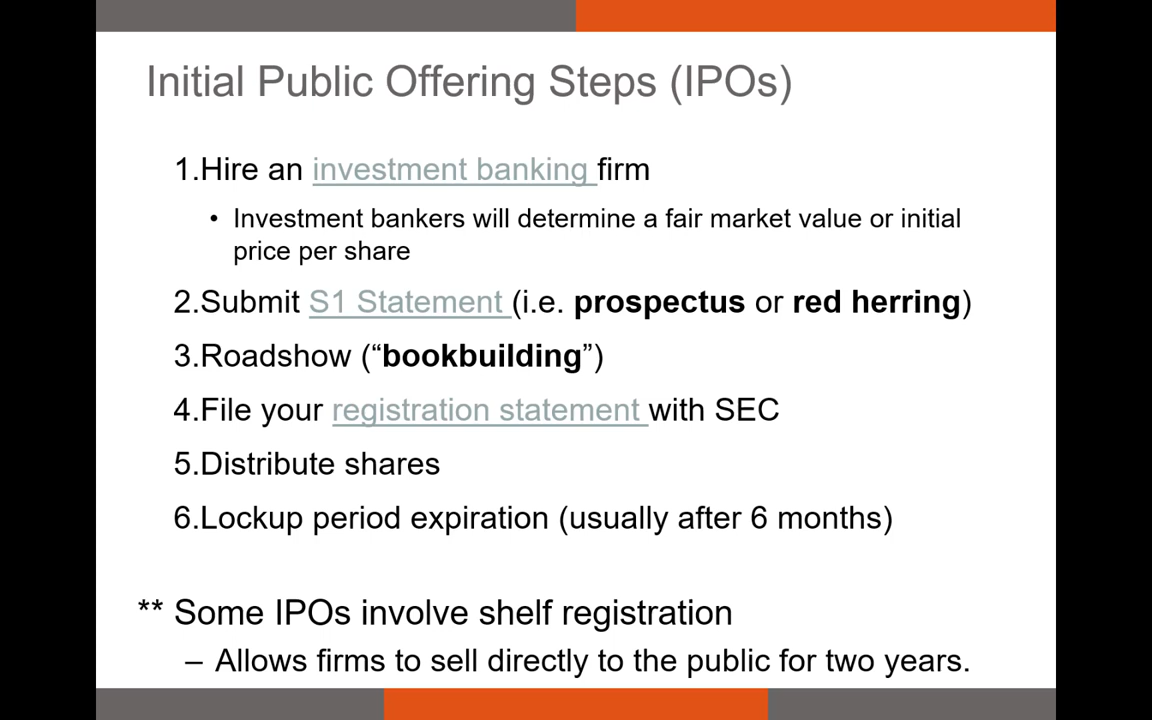 Initial Public Offering Steps (IPOs)
1.Hire an investment banking firm
• Investment bankers will determine a fair market value or initial
price per share
2.Submit S1 Statement (i.e. prospectus or red herring)
3.Roadshow (“bookbuilding”)
4.File your registration statement with SEC
5.Distribute shares
6.Lockup period expiration (usually after 6 months)
** Some IPOs involve shelf registration
– Allows firms to sell directly to the public for two years.